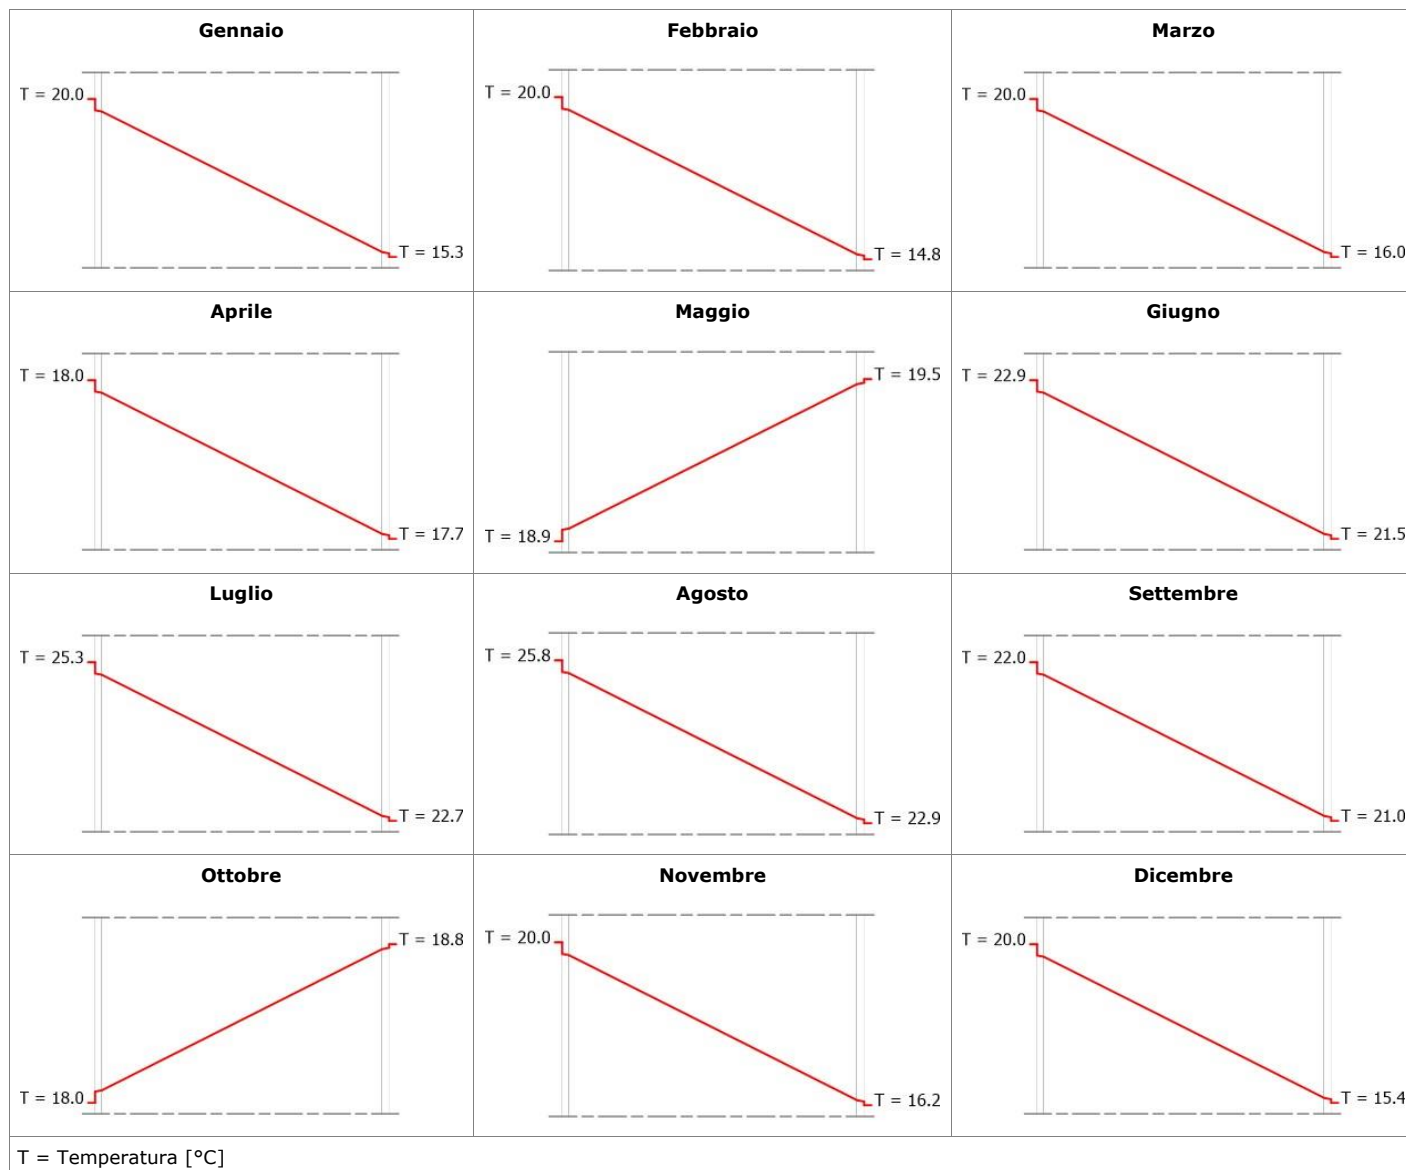 Gennaio
T = 20.0
T = 15.3
Febbraio
T = 20.0
T = 14.8
Marzo
T = 20.0
T = 16.0
Aprile
T = 18.0
T = 17.7
Maggio
T = 19.5
T = 18.9
Giugno
T = 22.9
T = 21.5
Luglio
T = 25.3
T = 22.7
Agosto
T = 25.8
T = 22.9
Settembre
T = 22.0
T = 21.0
Ottobre
T = 18.8
T = 18.0
Novembre
T = 20.0
T = 16.2
Dicembre
T = 20.0
T = 15.4
T = Temperatura [°C]